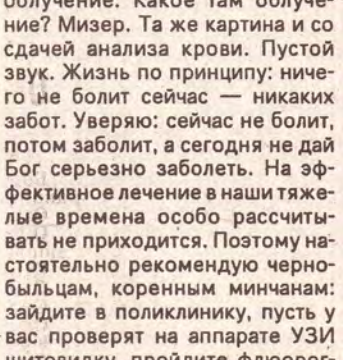 облучение. Какое там облуче-
ние? Мизер. Та же картина и со
сдачей анализа крови. Пустой
звук. Жизнь по принципу: ниче-
го не болит сейчас — никаких
забот. Уверяю: сейчас не болит,
потом заболит, а сегодня не дай
Бог серьезно заболеть. На эф-
фективное лечение в наши тяже-
лые времена особо рассчиты-
вать не приходится. Поэтому на-
стоятельно рекомендую черно-
быльцам, коренным минчанам:
зайдите в поликлинику, пусть у
вас проверят на аппарате УЗИ
щитовидку, пройдите флюорог-